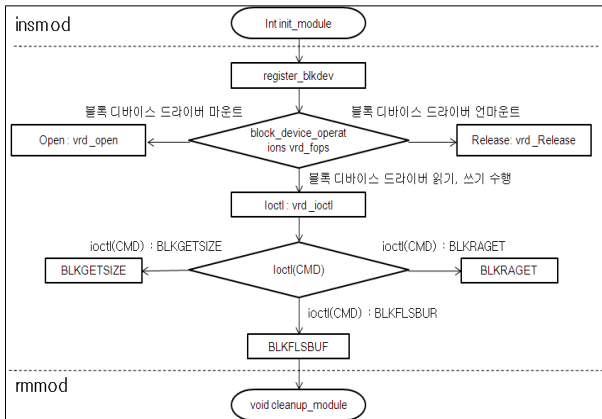 insmod
Int init_module
register_blkdev
블록 디바이스 드라이버 마운트
블록 디바이스 드라이버 언마운트
Open : vrd_open
block_device_operat
ions vrd_fops
Release: vrd_Release
블록 디바이스 드라이버 읽기, 쓰기 수행
Ioctl : vrd_ioctl
ioctl(CMD) : BLKGETSIZE
ioctl(CMD) : BLKRAGET
BLKGETSIZE
Ioctl(CMD)
BLKRAGET
ioctl(CMD) : BLKFLSBUR
BLKFLSBUF
rmmod
void cleanup_module